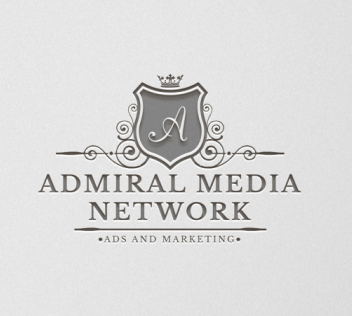 A
ADMIRAL MEDIA
NETWORK
•ADS AND MARKETING•